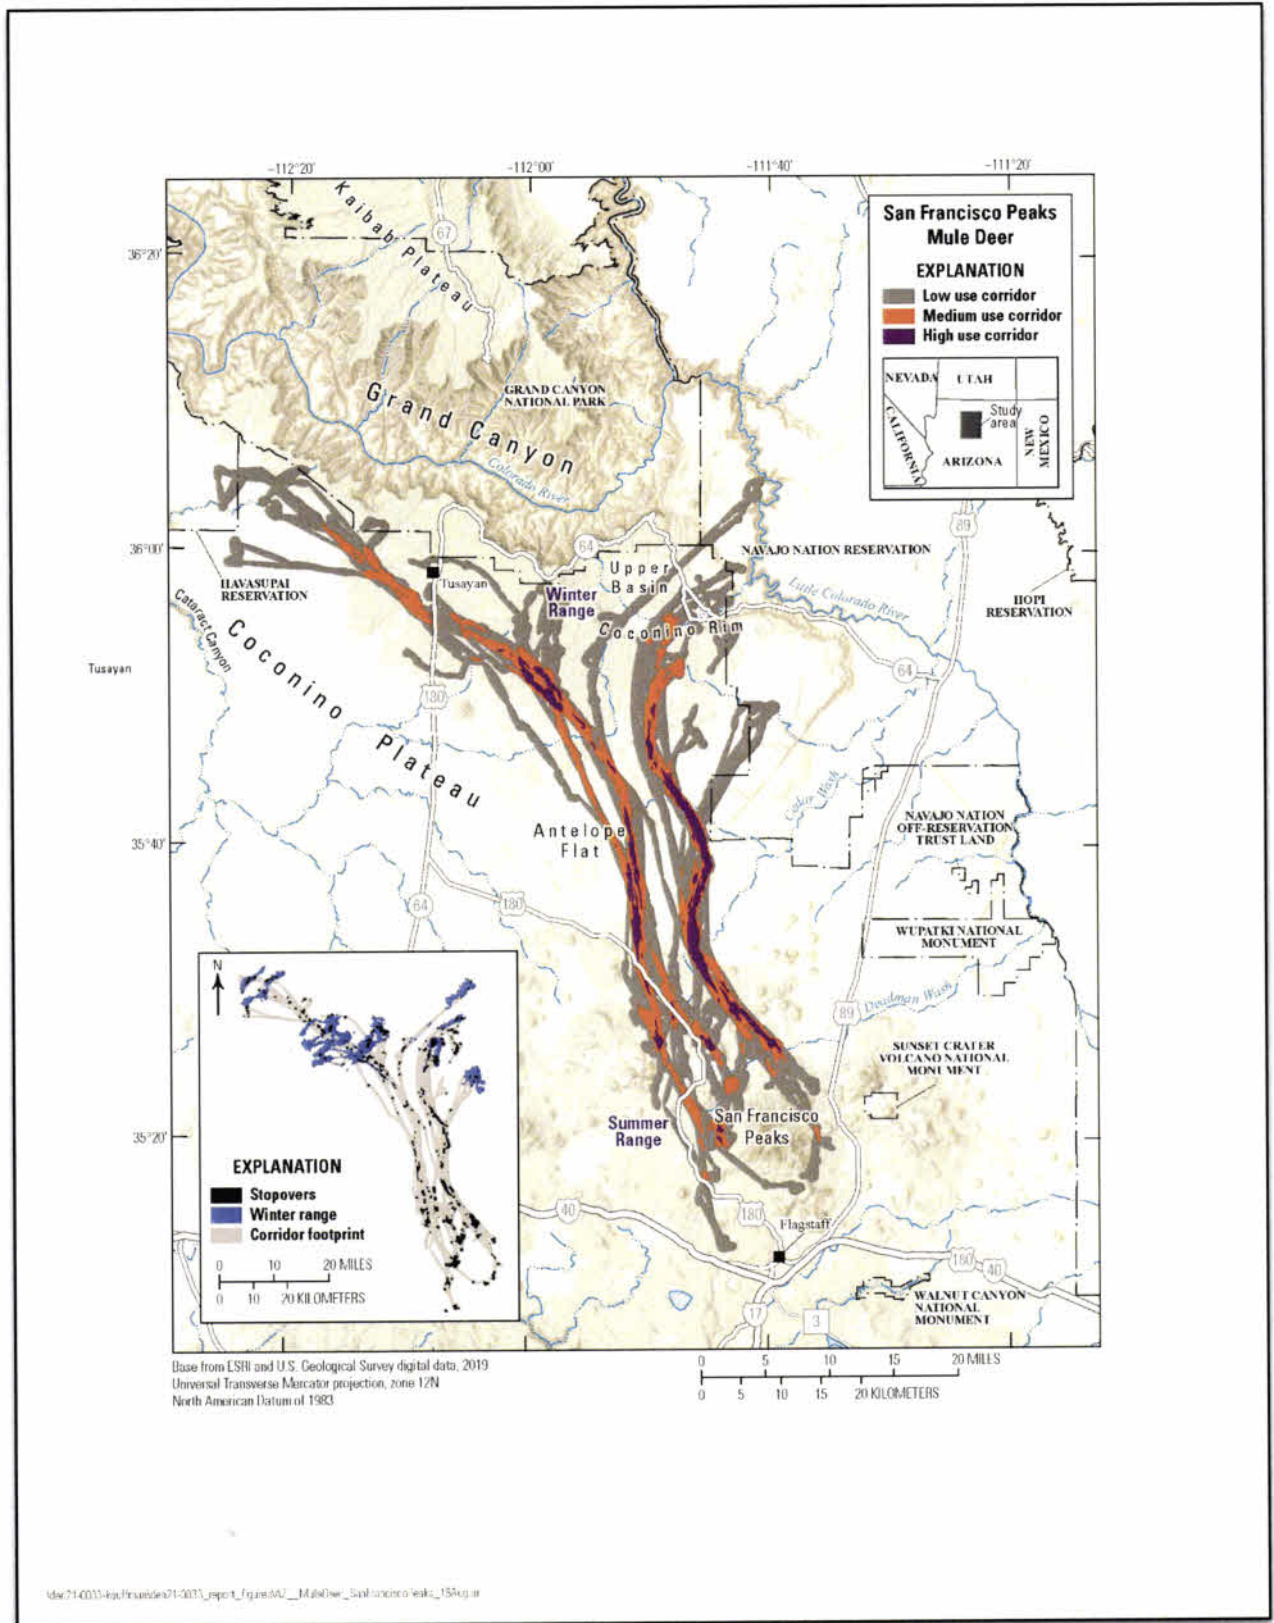 -112°20'
-112°00'
-111°40'
-111°20'
36°20'
36°00'
35°40'
35°20'
San Francisco Peaks
Mule Deer
EXPLANATION
Low use corridor
Medium use corridor
High use corridor
NEVADA
UTAH
CALIFORNIA
Study
area
ARIZONA
NEW
MEXICO
Kaibab Plateau
67
Grand Canyon
GRAND CANYON
NATIONAL PARK
Colorado River
64
NAVAJO NATION RESERVATION
89
HAVASUPAI
RESERVATION
Tusayan
Winter
Range
Upper
Basin
Coconino Rim
Little Colorado River
HOPI
RESERVATION
Cataract Canyon
Coconino Plateau
Tusayan
180
64
Antelope
Flat
Cedar Wash
NAVAJO NATION
OFF-RESERVATION
TRUST LAND
64
180
WUPATKI NATIONAL
MONUMENT
89
Deadman Wash
SUNSET CRATER
VOLCANO NATIONAL
MONUMENT
Summer
Range
San Francisco
Peaks
N
EXPLANATION
Stopovers
Winter range
Corridor footprint
0 10 20 MILES
0 10 20 KILOMETERS
40
180
Flagstaff
180
40
WALNUT CANYON
NATIONAL
MONUMENT
17
3
Base from ESRI and U.S. Geological Survey digital data, 2019
Universal Transverse Mercator projection, zone 12N
North American Datum of 1983
0 5 10 15 20 MILES
0 5 10 15 20 KILOMETERS